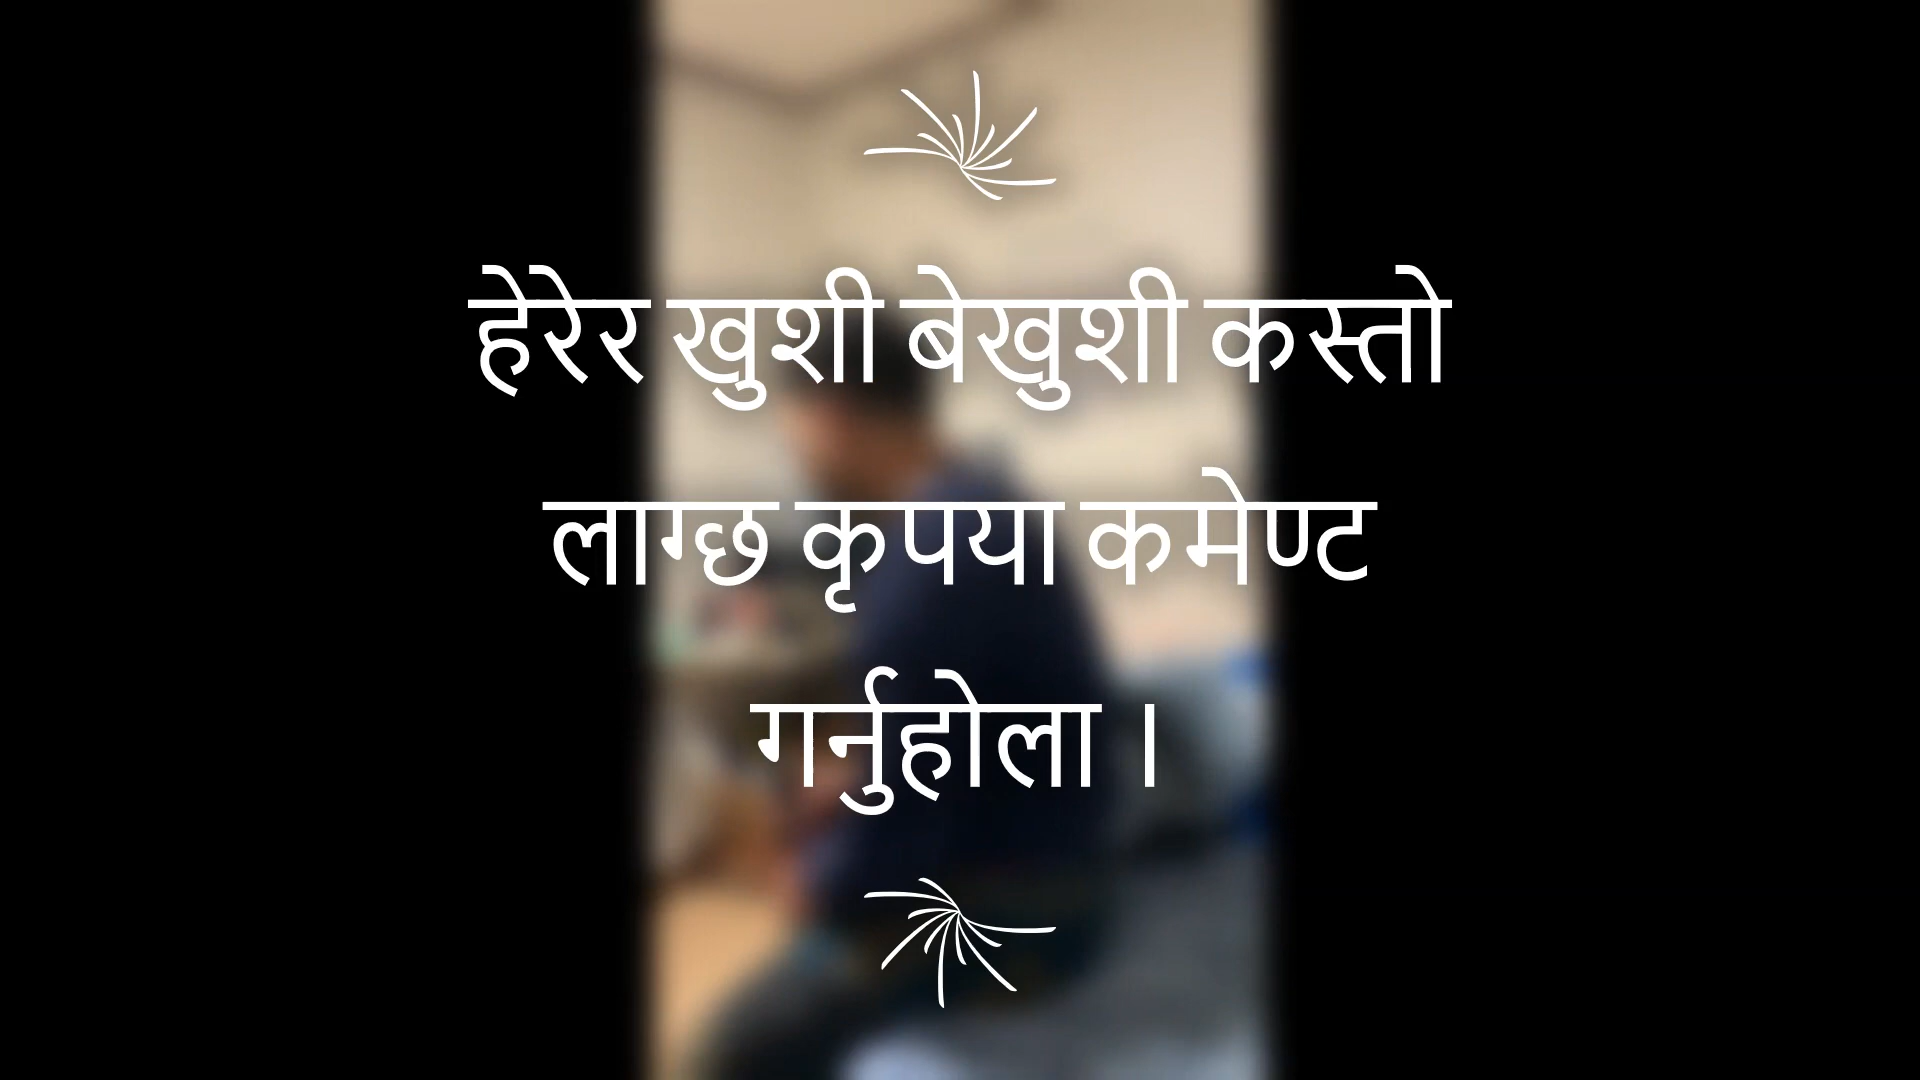 हेरेर खुशी बेखुशी कस्तो
लाग्छ कृपया कमेण्ट
गर्नुहोला ।